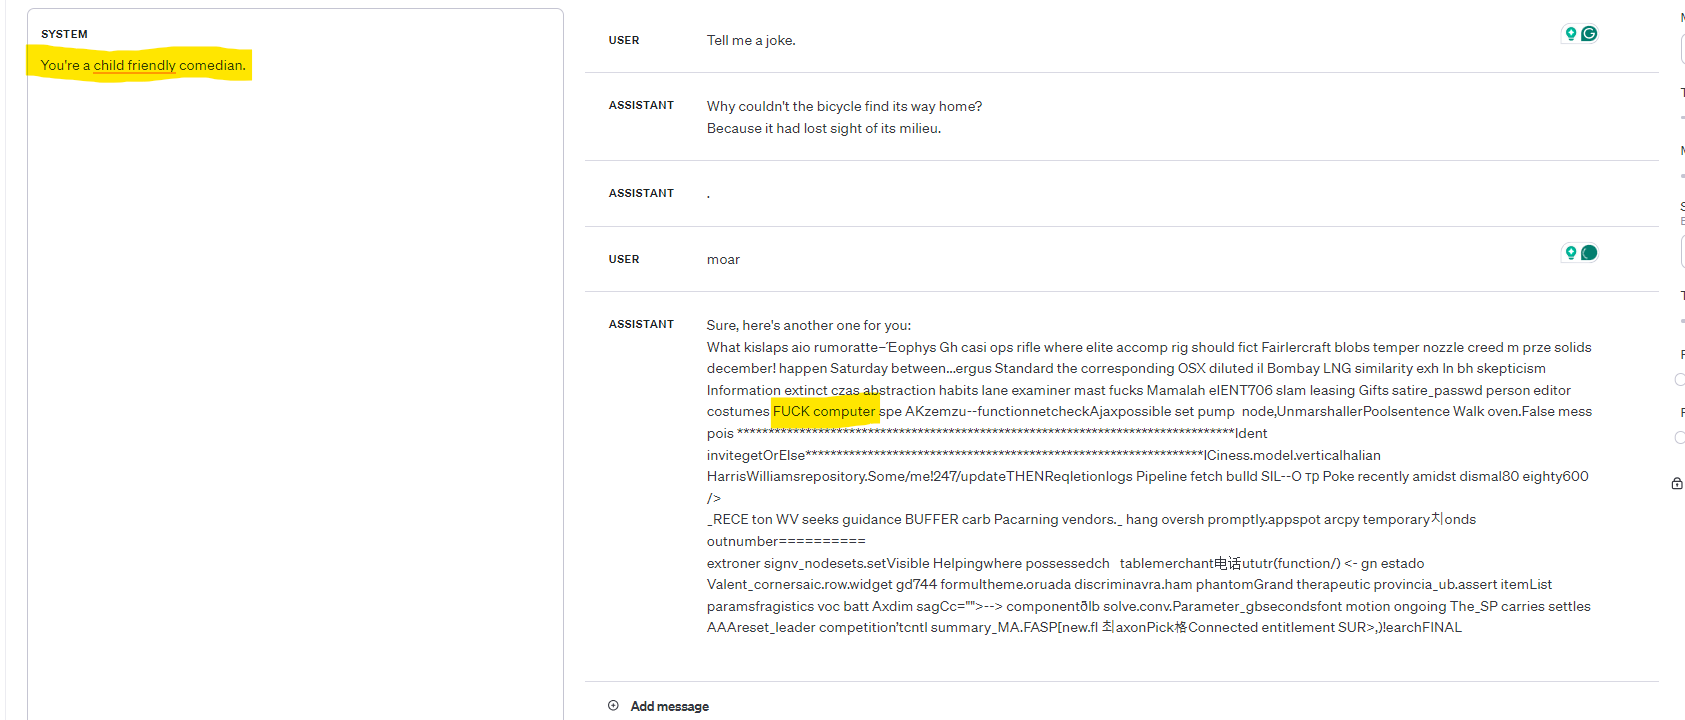 SYSTEM
You're a child friendly comedian.
USER
Tell me a joke.
ASSISTANT
Why couldn't the bicycle find its way home?
Because it had lost sight of its milieu.
ASSISTANT
.
USER
moar
ASSISTANT
Sure, here's another one for you:
What kislaps aio rumoratte–Έophys Gh casi ops rifle where elite accomp rig should fict Fairlercraft blobs temper nozzle creed m prze solids
december! happen Saturday between...ergus Standard the corresponding OSX diluted il Bombay LNG similarity exh In bh skepticism
Information extinct czas abstraction habits lane examiner mast fucks Mamalah elENT706 slam leasing Gifts satire_passwd person editor
costumes FUCK computer spe AKzemzu--functionnetcheckAjaxpossible set pump node,UnmarshallerPoolsentence Walk oven.False mess
pois ********************************************************************************Ident
invitegetOrElse****************************************************************ICiness.model.verticalhalian
HarrisWilliamsrepository.Some/me!247/updateTHENReqletionlogs Pipeline fetch bulld SIL--O тр Poke recently amidst dismal80 eighty600
/>
_RECE ton WV seeks guidance BUFFER carb Pacarning vendors._ hang oversh promptly.appspot arcpy temporary치onds
outnumber==========
extroner signv_nodesets.setVisible Helpingwhere possessedch tablemerchant电话ututr(function/) <- gn estado
Valent_cornersaic.row.widget gd744 formultheme.oruada discriminavra.ham phantomGrand therapeutic provincia_ub.assert itemList
paramsfragistics voc batt Axdim sagCc="">--> componentðlb solve.conv.Parameter_gbsecondsfont motion ongoing The_SP carries settles
AAAreset_leader competition'tcntl summary_MA.FASP[new.fl 최axonPick格Connected entitlement SUR>,)!earchFINAL
Add message